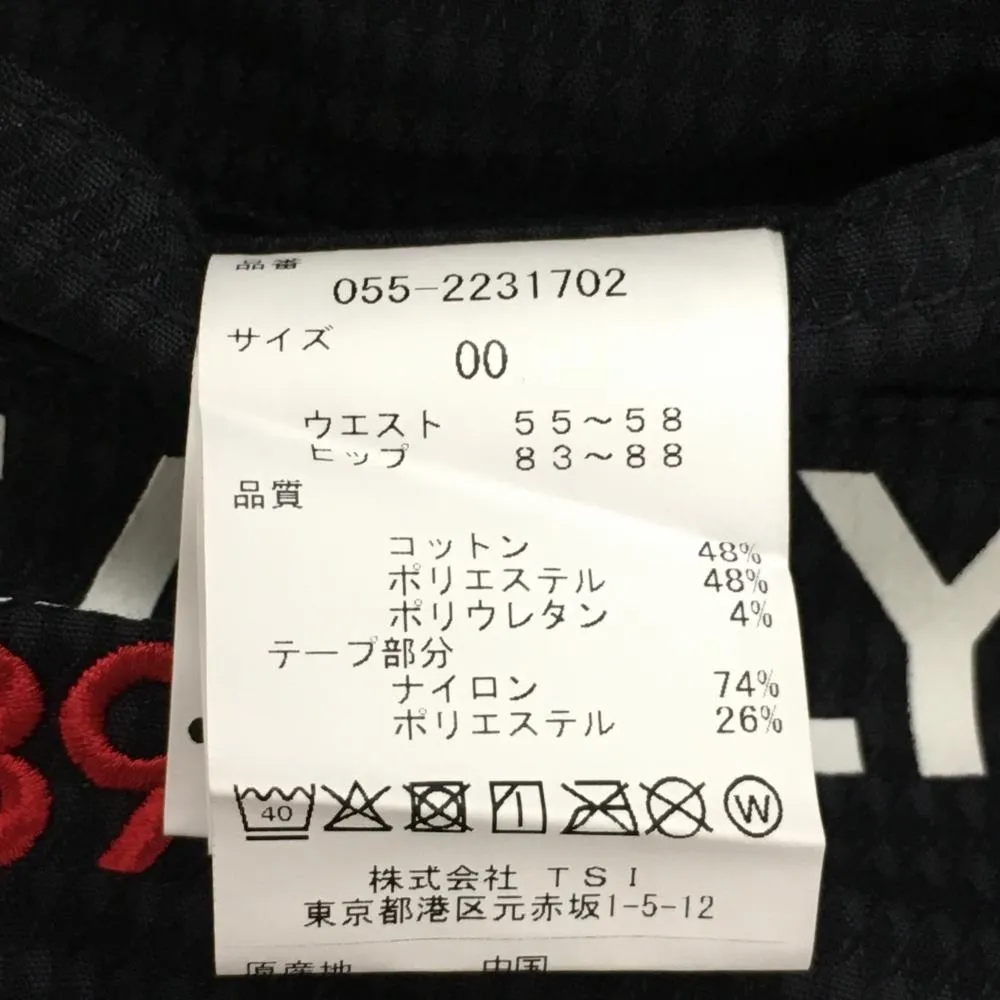 品番
055-2231702
サイズ
00
ウエスト 55~58
ヒップ 83~88
品質
コットン 48%
ポリエステル 48%
ポリウレタン 4%
テープ部分
ナイロン 74%
ポリエステル 26%
40
W
株式会社 TSI
東京都港区元赤坂1-5-12
原産地 中国
LY
89.